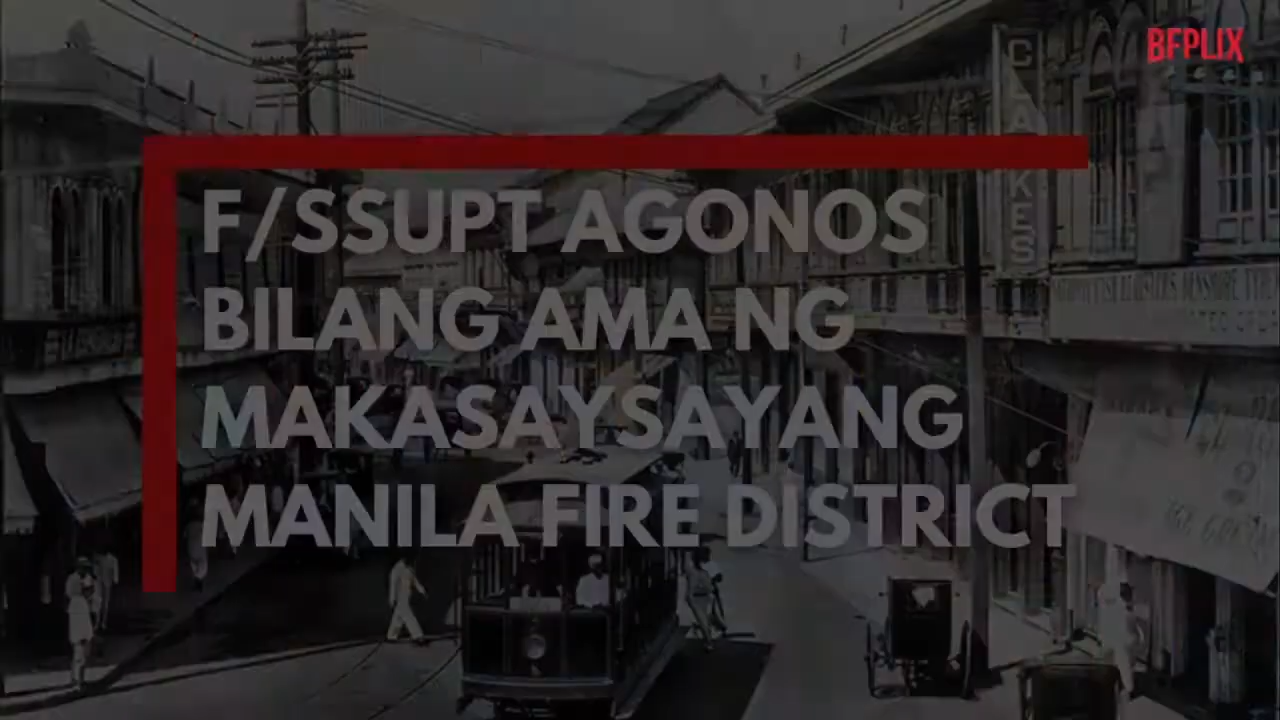 BFPLIX
F/SSUPT AGONOS
BILANG AMA NG
MAKASAYSAYANG
MANILA FIRE DISTRICT
CLARKES